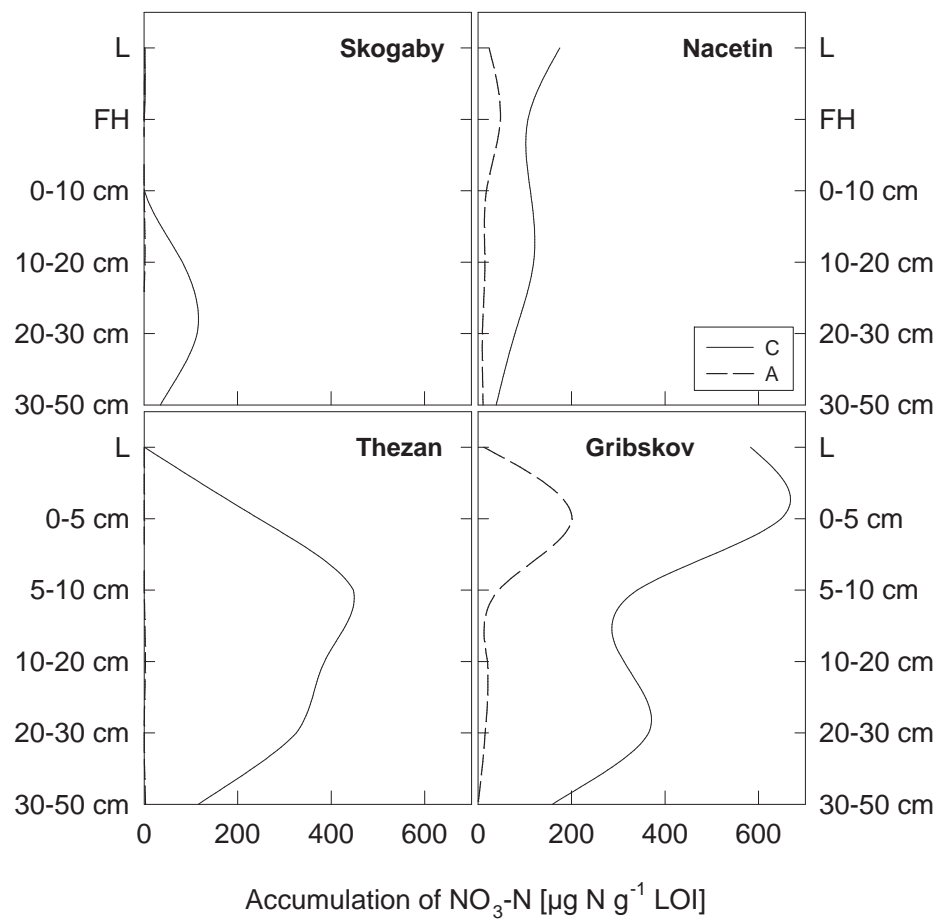 Skogaby
Nacetin
L
FH
0-10 cm
10-20 cm
20-30 cm
30-50 cm
L
FH
0-10 cm
10-20 cm
20-30 cm
30-50 cm
C
A
Thezan
Gribskov
L
0-5 cm
5-10 cm
10-20 cm
20-30 cm
30-50 cm
L
0-5 cm
5-10 cm
10-20 cm
20-30 cm
30-50 cm
0 200 400 600
0 200 400 600
Accumulation of NO₃-N [µg N g⁻¹ LOI]